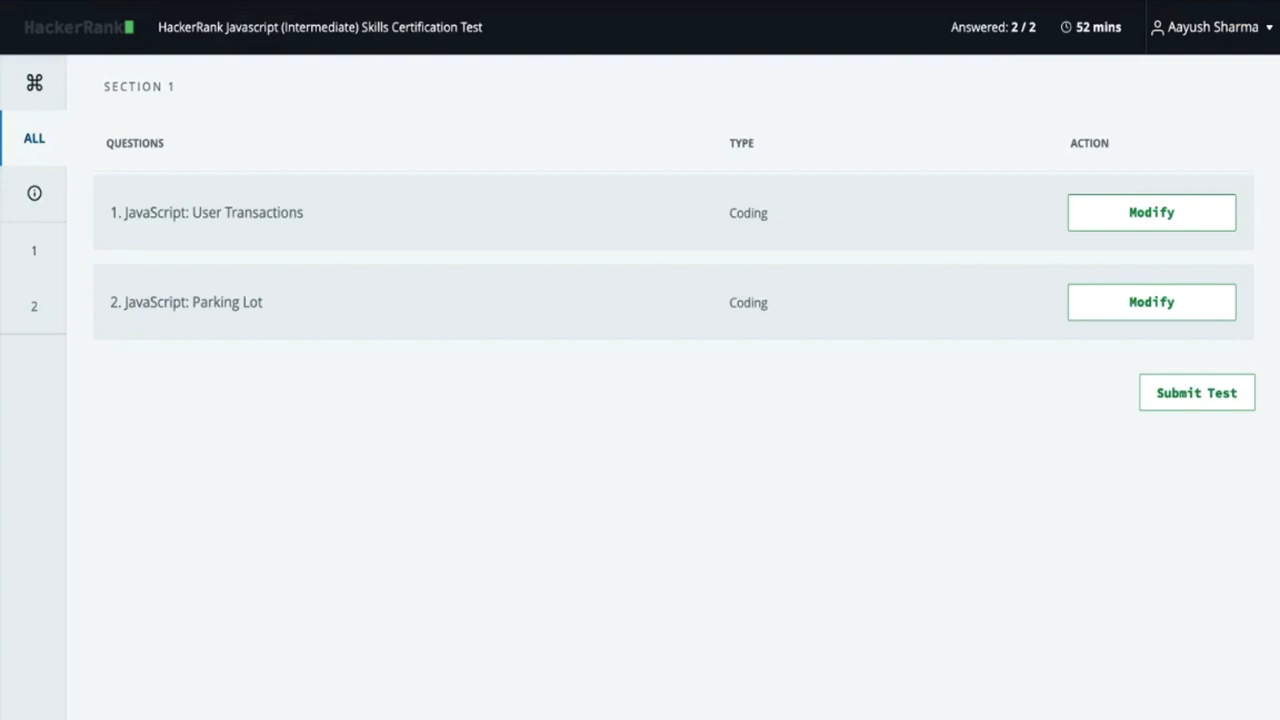 HackerRank HackerRank Javascript (Intermediate) Skills Certification Test Answered: 2 / 2 52 mins Aayush Sharma
SECTION 1
ALL
QUESTIONS TYPE ACTION
1. JavaScript: User Transactions Coding Modify
1
2. JavaScript: Parking Lot Coding Modify
2
Submit Test